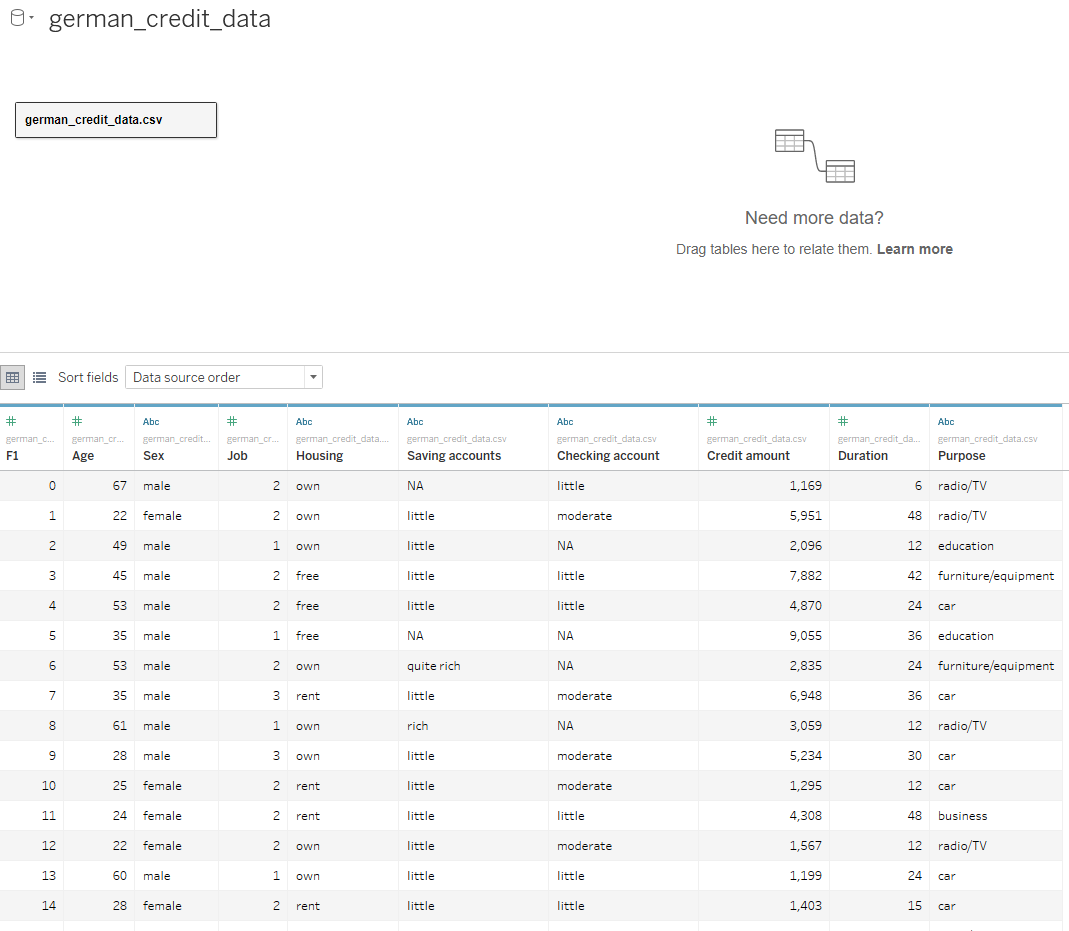 german_credit_data
german_credit_data.csv
Need more data?
Drag tables here to relate them. Learn more
Sort fields Data source order
# # Abc # Abc Abc Abc # # Abc
german_c... german_cr... german_credit... german_cr... german_credit_data.... german_credit_data.csv german_credit_data.csv german_credit_data.csv german_credit_da... german_credit_data.csv
F1 Age Sex Job Housing Saving accounts Checking account Credit amount Duration Purpose
0 67 male 2 own NA little 1,169 6 radio/TV
1 22 female 2 own little moderate 5,951 48 radio/TV
2 49 male 1 own little NA 2,096 12 education
3 45 male 2 free little little 7,882 42 furniture/equipment
4 53 male 2 free little little 4,870 24 car
5 35 male 1 free NA NA 9,055 36 education
6 53 male 2 own quite rich NA 2,835 24 furniture/equipment
7 35 male 3 rent little moderate 6,948 36 car
8 61 male 1 own rich NA 3,059 12 radio/TV
9 28 male 3 own little moderate 5,234 30 car
10 25 female 2 rent little moderate 1,295 12 car
11 24 female 2 rent little little 4,308 48 business
12 22 female 2 own little moderate 1,567 12 radio/TV
13 60 male 1 own little little 1,199 24 car
14 28 female 2 rent little little 1,403 15 car